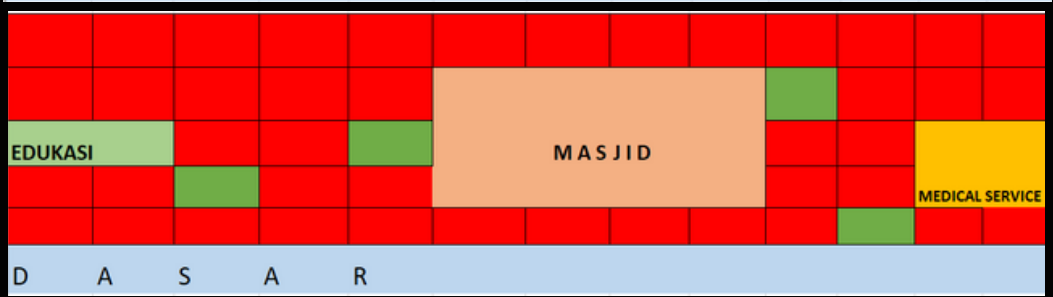 EDUKASI
M A S J I D
MEDICAL SERVICE
D A S A R